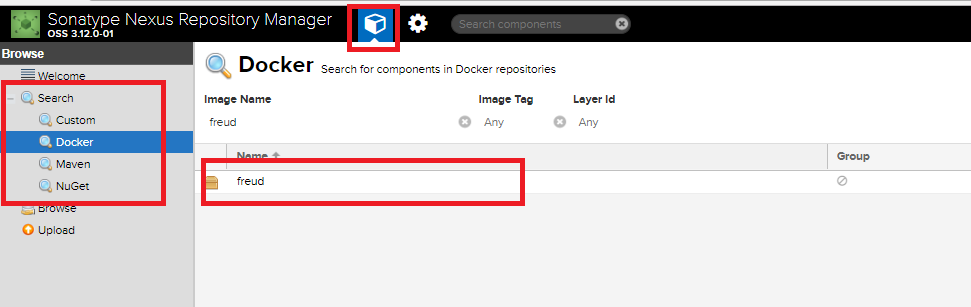 Sonatype Nexus Repository Manager
OSS 3.12.0-01
Search components
Browse
Welcome
Search
Custom
Docker
Maven
NuGet
Browse
Upload
Docker Search for components in Docker repositories
Image Name Image Tag Layer Id
freud Any Any
Name Group
freud